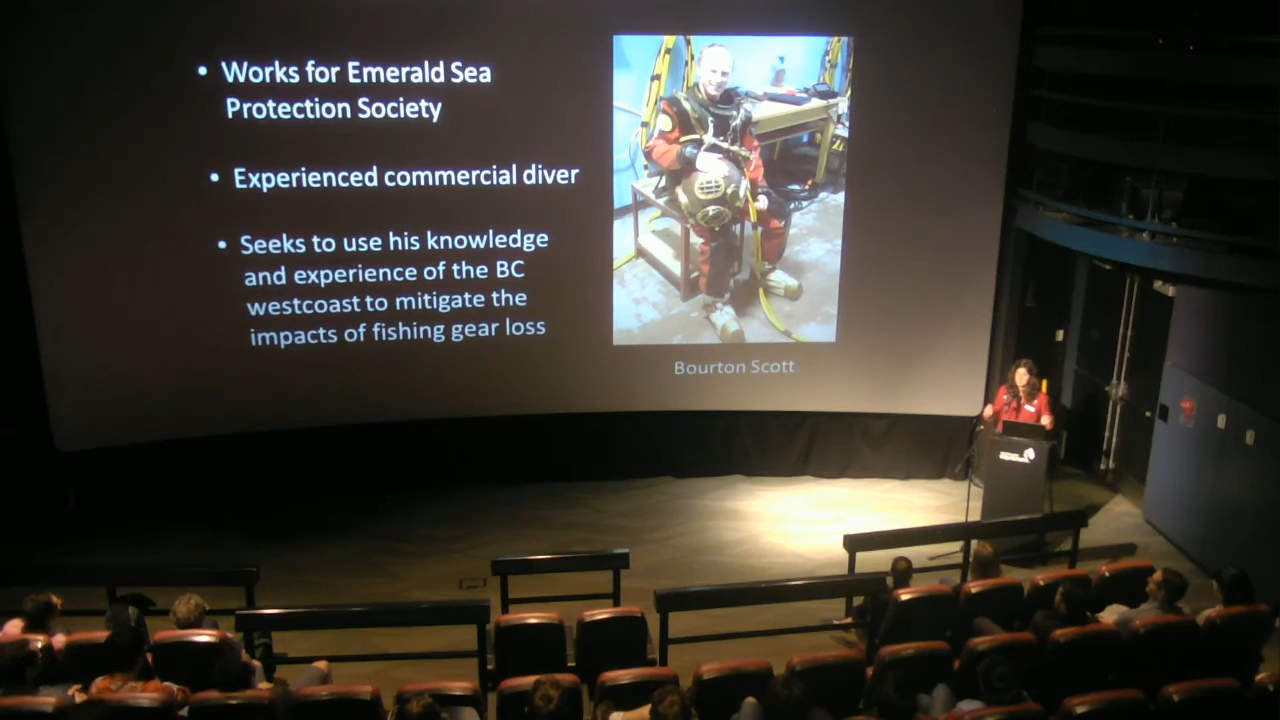 • Works for Emerald Sea
Protection Society
• Experienced commercial diver
• Seeks to use his knowledge
and experience of the BC
westcoast to mitigate the
impacts of fishing gear loss
Bourton Scott